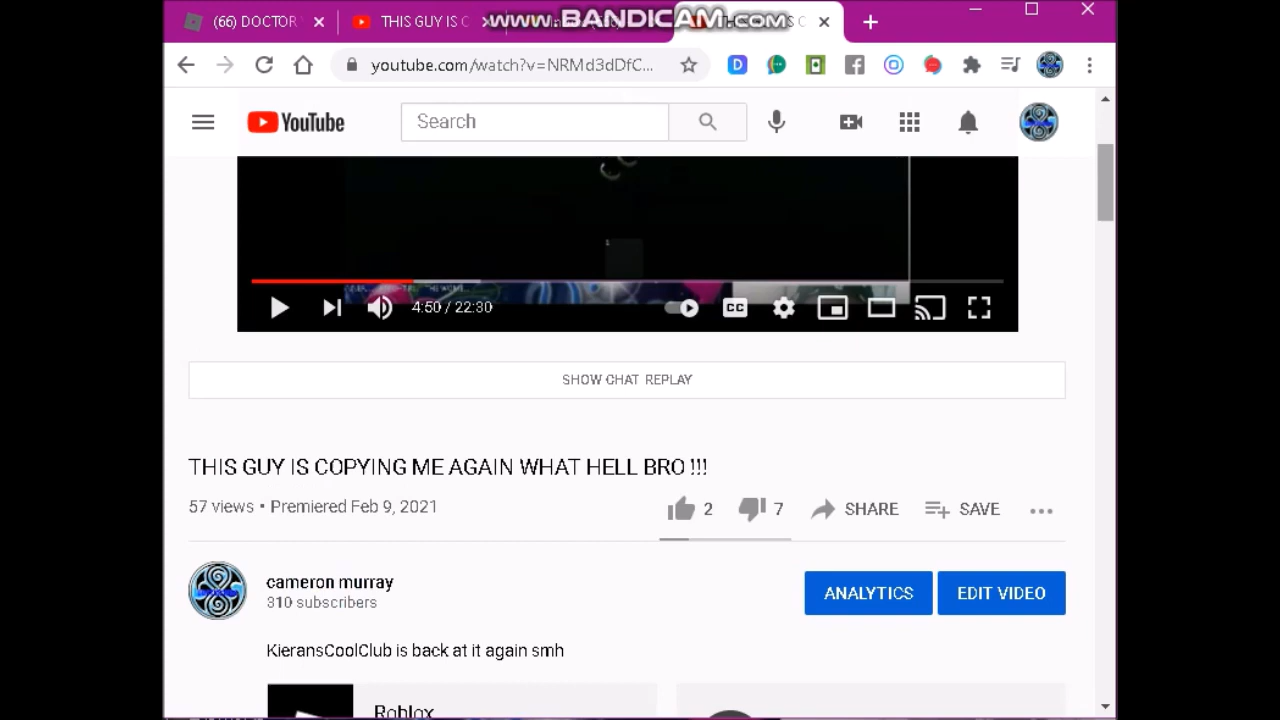 www.BANDICAM.com
(66) DOCTOR
THIS GUY IS C
youtube.com/watch?v=NRMd3dDfC...
YouTube
Search
4:50 / 22:30
CC
SHOW CHAT REPLAY
THIS GUY IS COPYING ME AGAIN WHAT HELL BRO !!!
57 views • Premiered Feb 9, 2021
2
7
SHARE
SAVE
cameron murray
310 subscribers
ANALYTICS
EDIT VIDEO
KieransCoolClub is back at it again smh
Roblox